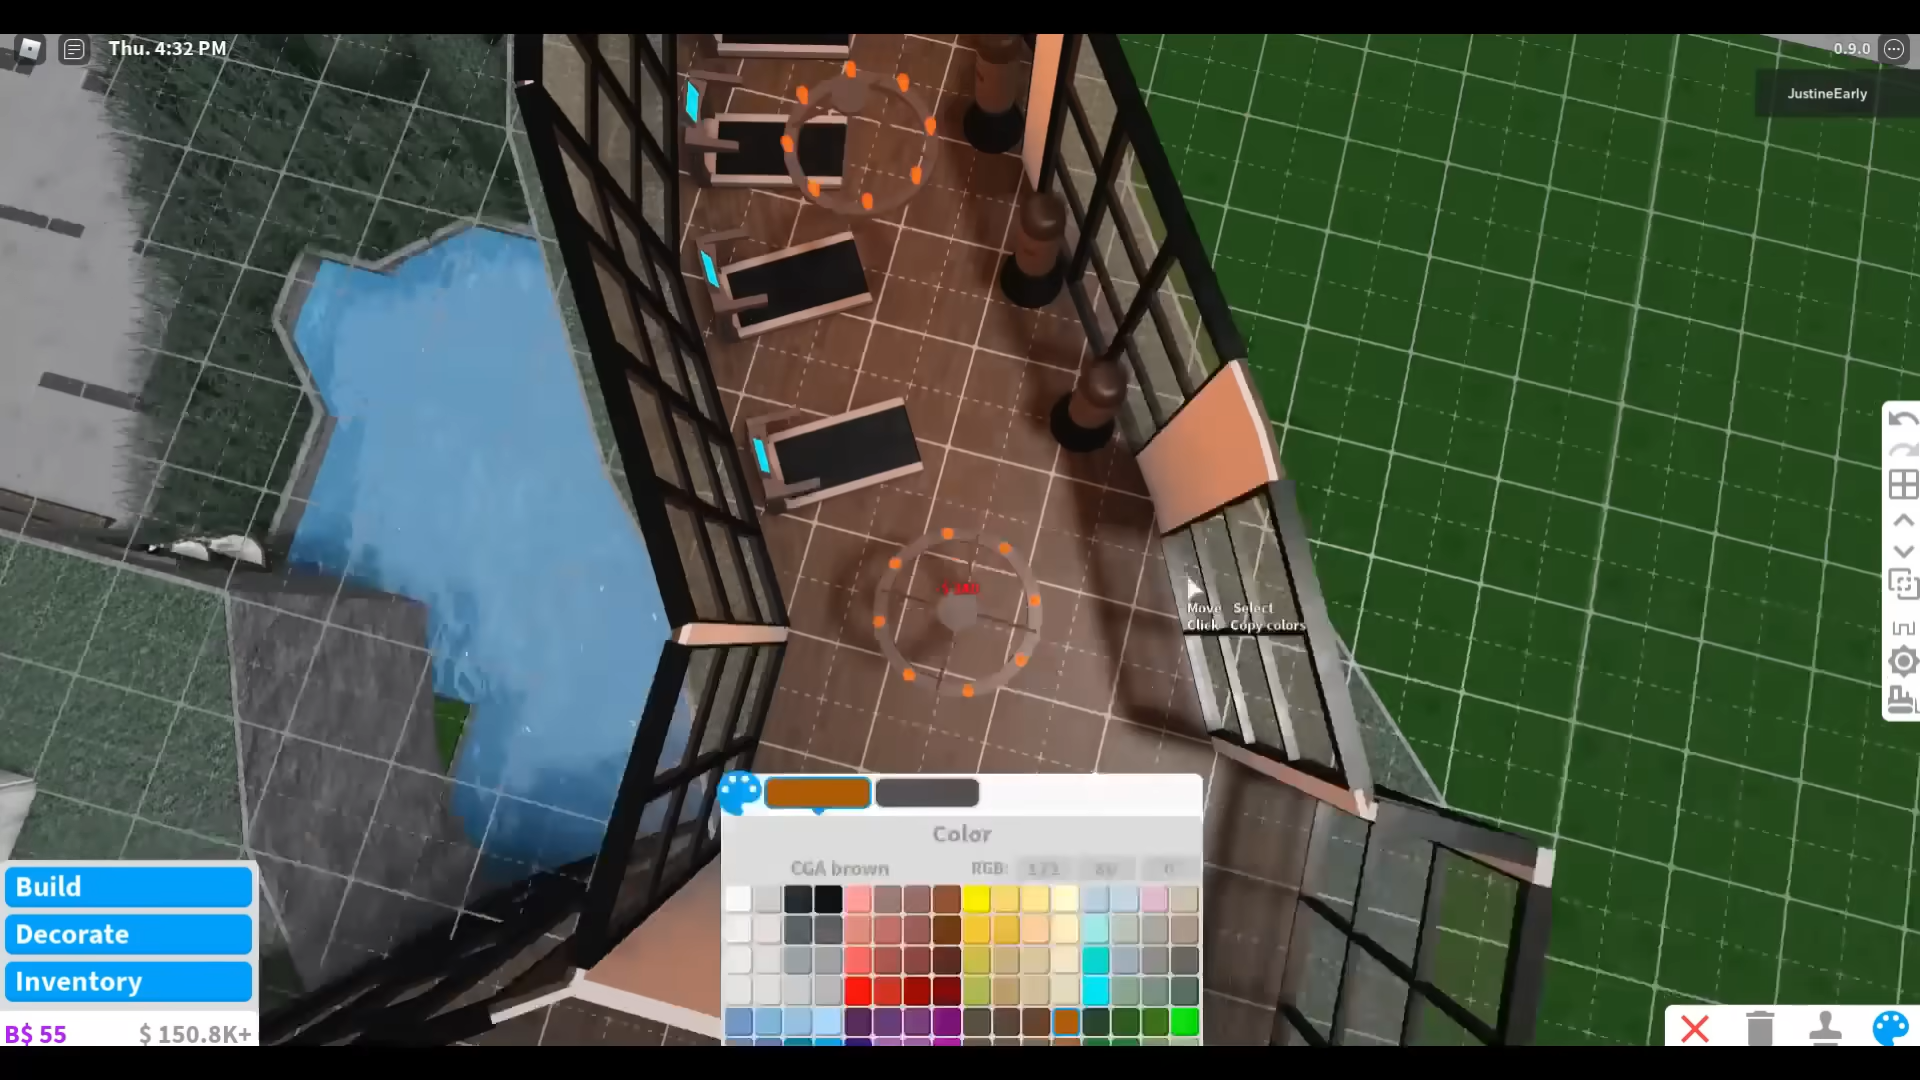 Thu. 4:32 PM
0.9.0
JustineEarly
Move Select
Click Copy colors
Color
CGA brown
RGB:
Build
Decorate
Inventory
B$ 55
$ 150.8K+